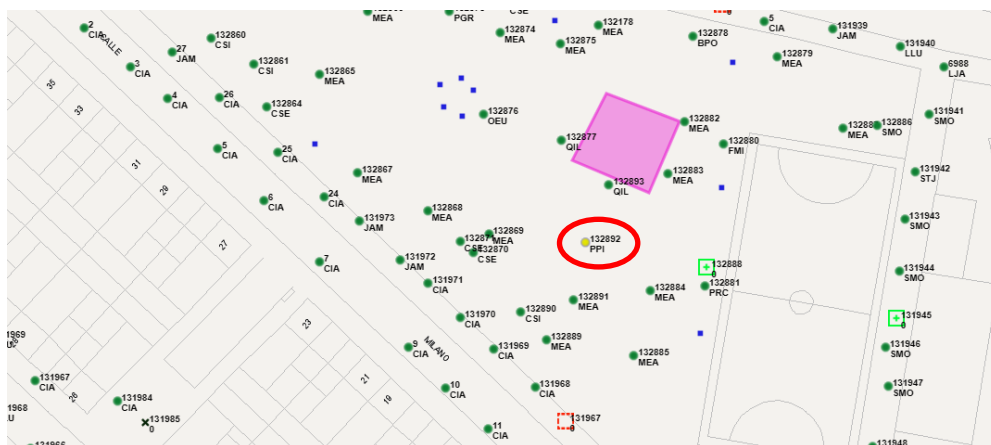 CSE
PGR
132178
MEA
132874
MEA
132875
MEA
132878
BPO
5
CIA
131939
JAM
2
CIA
CALLE
27
JAM
132860
CSI
131940
LLU
132879
MEA
6988
LJA
3
CIA
132861
CSI
132865
MEA
35
4
CIA
26
CIA
132864
CSE
33
132876
OEU
132882
MEA
132886
SMO
MEA
131941
SMO
5
CIA
25
CIA
132877
QIL
132880
FMI
31
132867
MEA
132883
MEA
131942
STJ
29
132893
QIL
6
CIA
24
CIA
132868
MEA
131973
JAM
131943
SMO
27
132869
MEA
CSE
132870
CSE
132892
PPI
7
CIA
131972
JAM
132888
0
131944
SMO
131971
CIA
132881
PRC
132884
MEA
132891
MEA
132890
CSI
131970
CIA
131945
0
23
MILANO
132889
MEA
9
CIA
131969
CIA
132885
MEA
131946
SMO
21
131967
CIA
10
CIA
131968
CIA
131947
SMO
19
131984
CIA
131985
0
131967
0
11
CIA